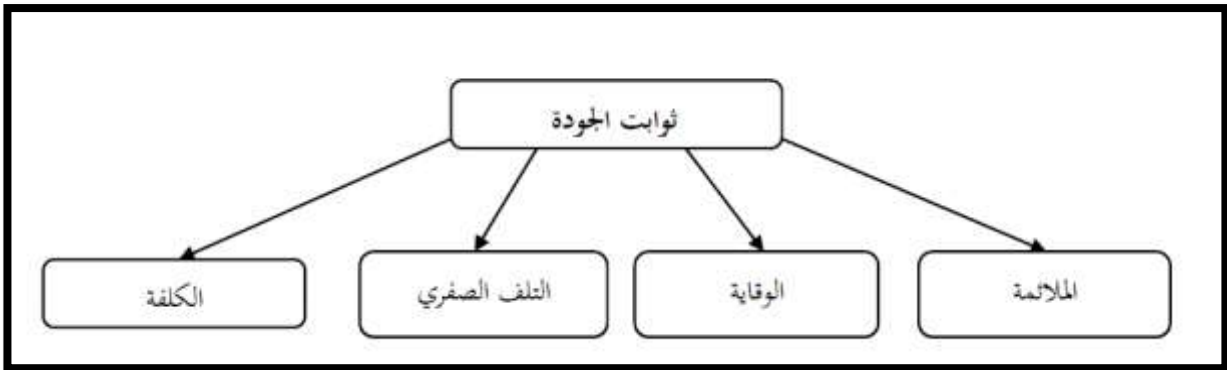 ثوابت الجودة
الملائمة
الوقاية
التلف الصفري
الكلفة